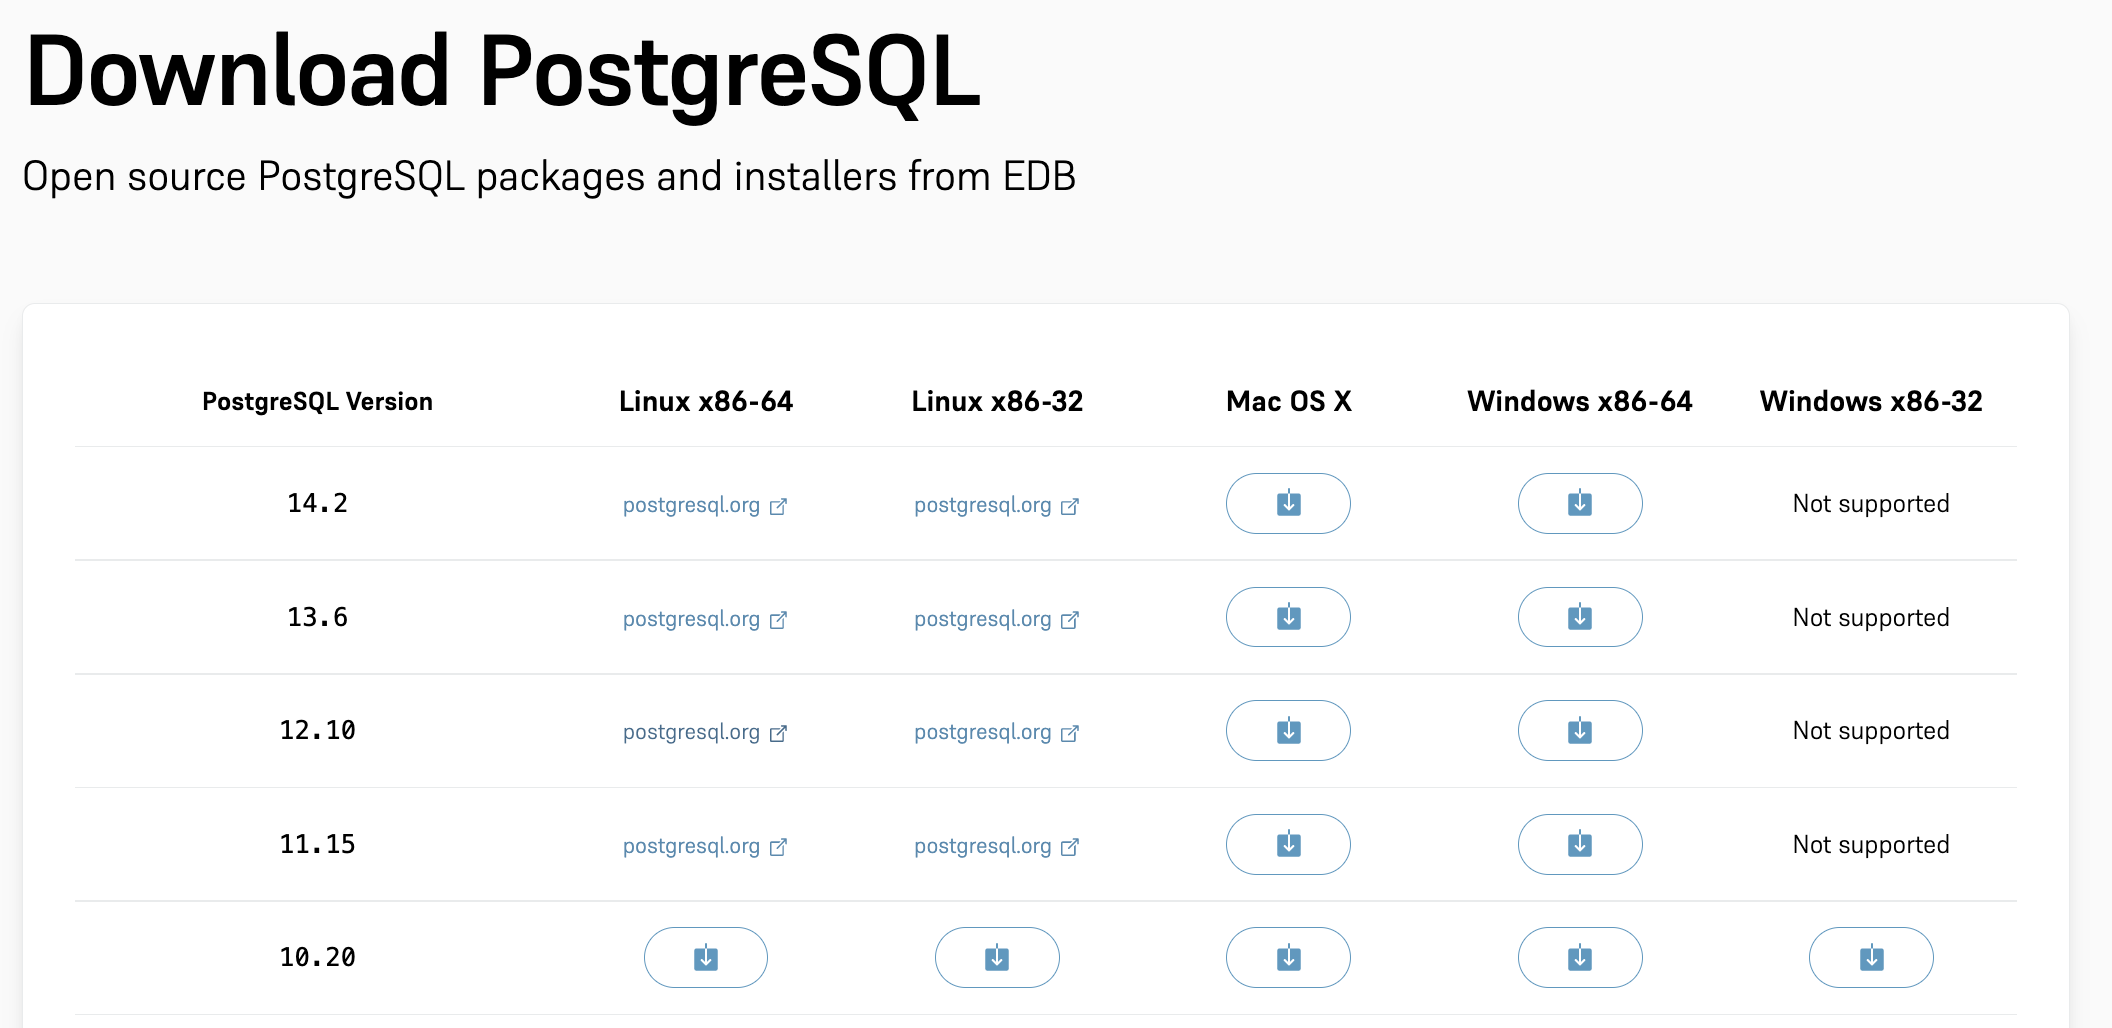 Download PostgreSQL
Open source PostgreSQL packages and installers from EDB
PostgreSQL Version Linux x86-64 Linux x86-32 Mac OS X Windows x86-64 Windows x86-32
14.2 postgresql.org postgresql.org Not supported
13.6 postgresql.org postgresql.org Not supported
12.10 postgresql.org postgresql.org Not supported
11.15 postgresql.org postgresql.org Not supported
10.20